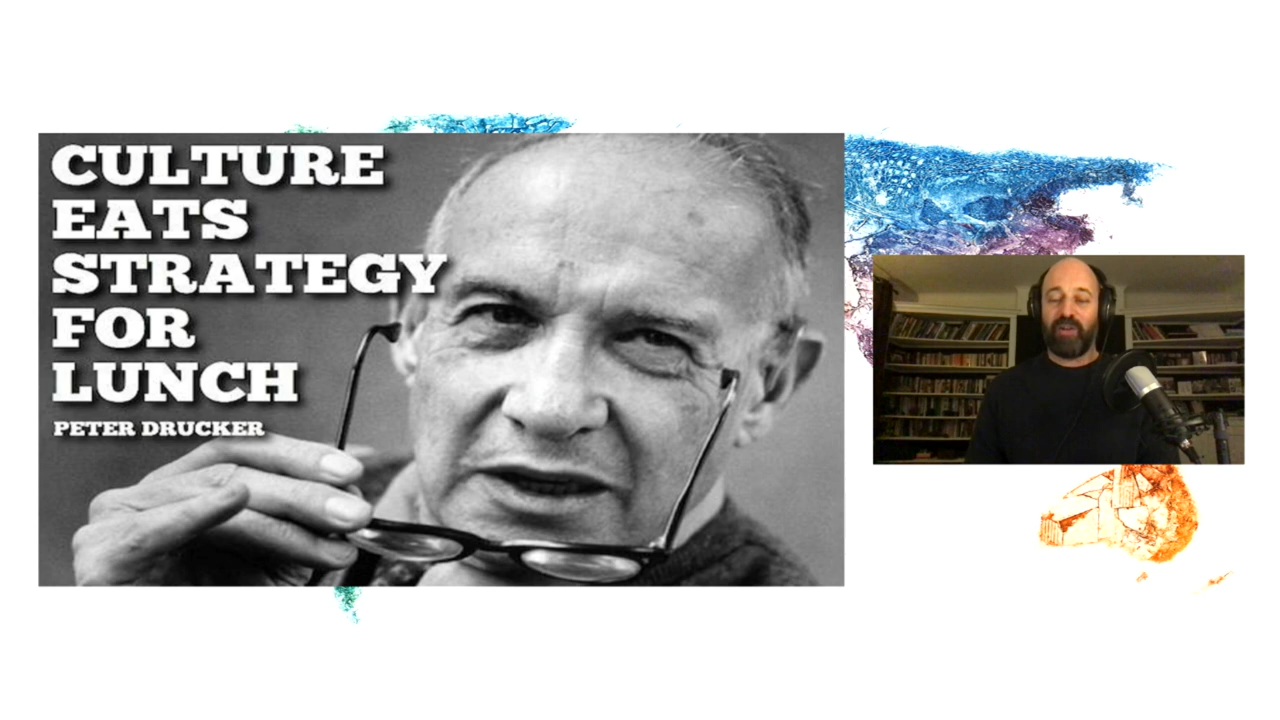 CULTURE
EATS
STRATEGY
FOR
LUNCH
PETER DRUCKER